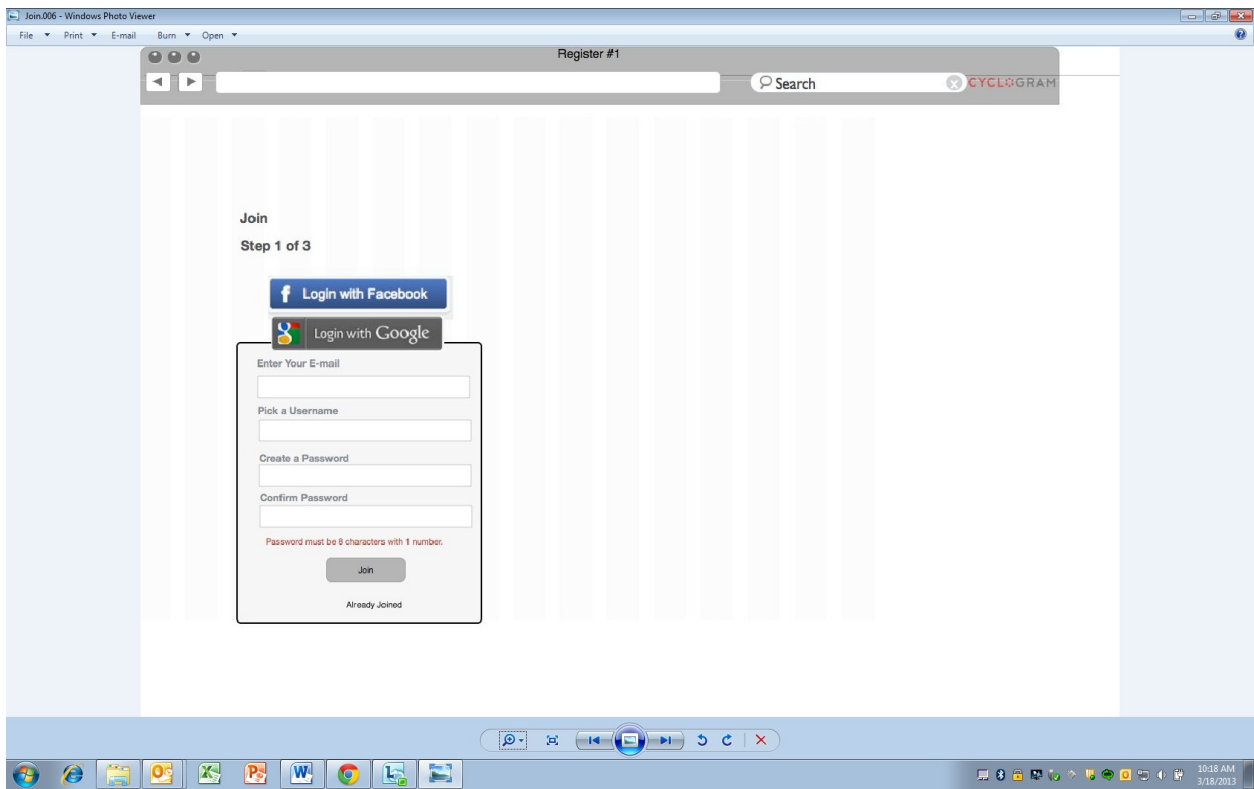 Join.006 - Windows Photo Viewer
File Print E-mail Burn Open
Register #1
Search
CYCLOGRAM
Join
Step 1 of 3
f Login with Facebook
Login with Google
Enter Your E-mail
Pick a Username
Create a Password
Confirm Password
Password must be 8 characters with 1 number.
Join
Already Joined
10:18 AM
3/18/2013